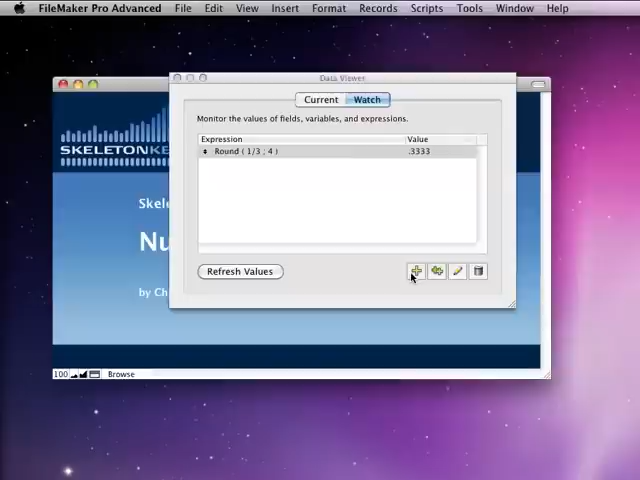 FileMaker Pro Advanced File Edit View Insert Format Records Scripts Tools Window Help
Data Viewer
Current Watch
Monitor the values of fields, variables, and expressions.
Expression Value
Round ( 1/3 ; 4 ) .3333
SKELETONKE
Skele
Nu
by Ch
Refresh Values
100 Browse